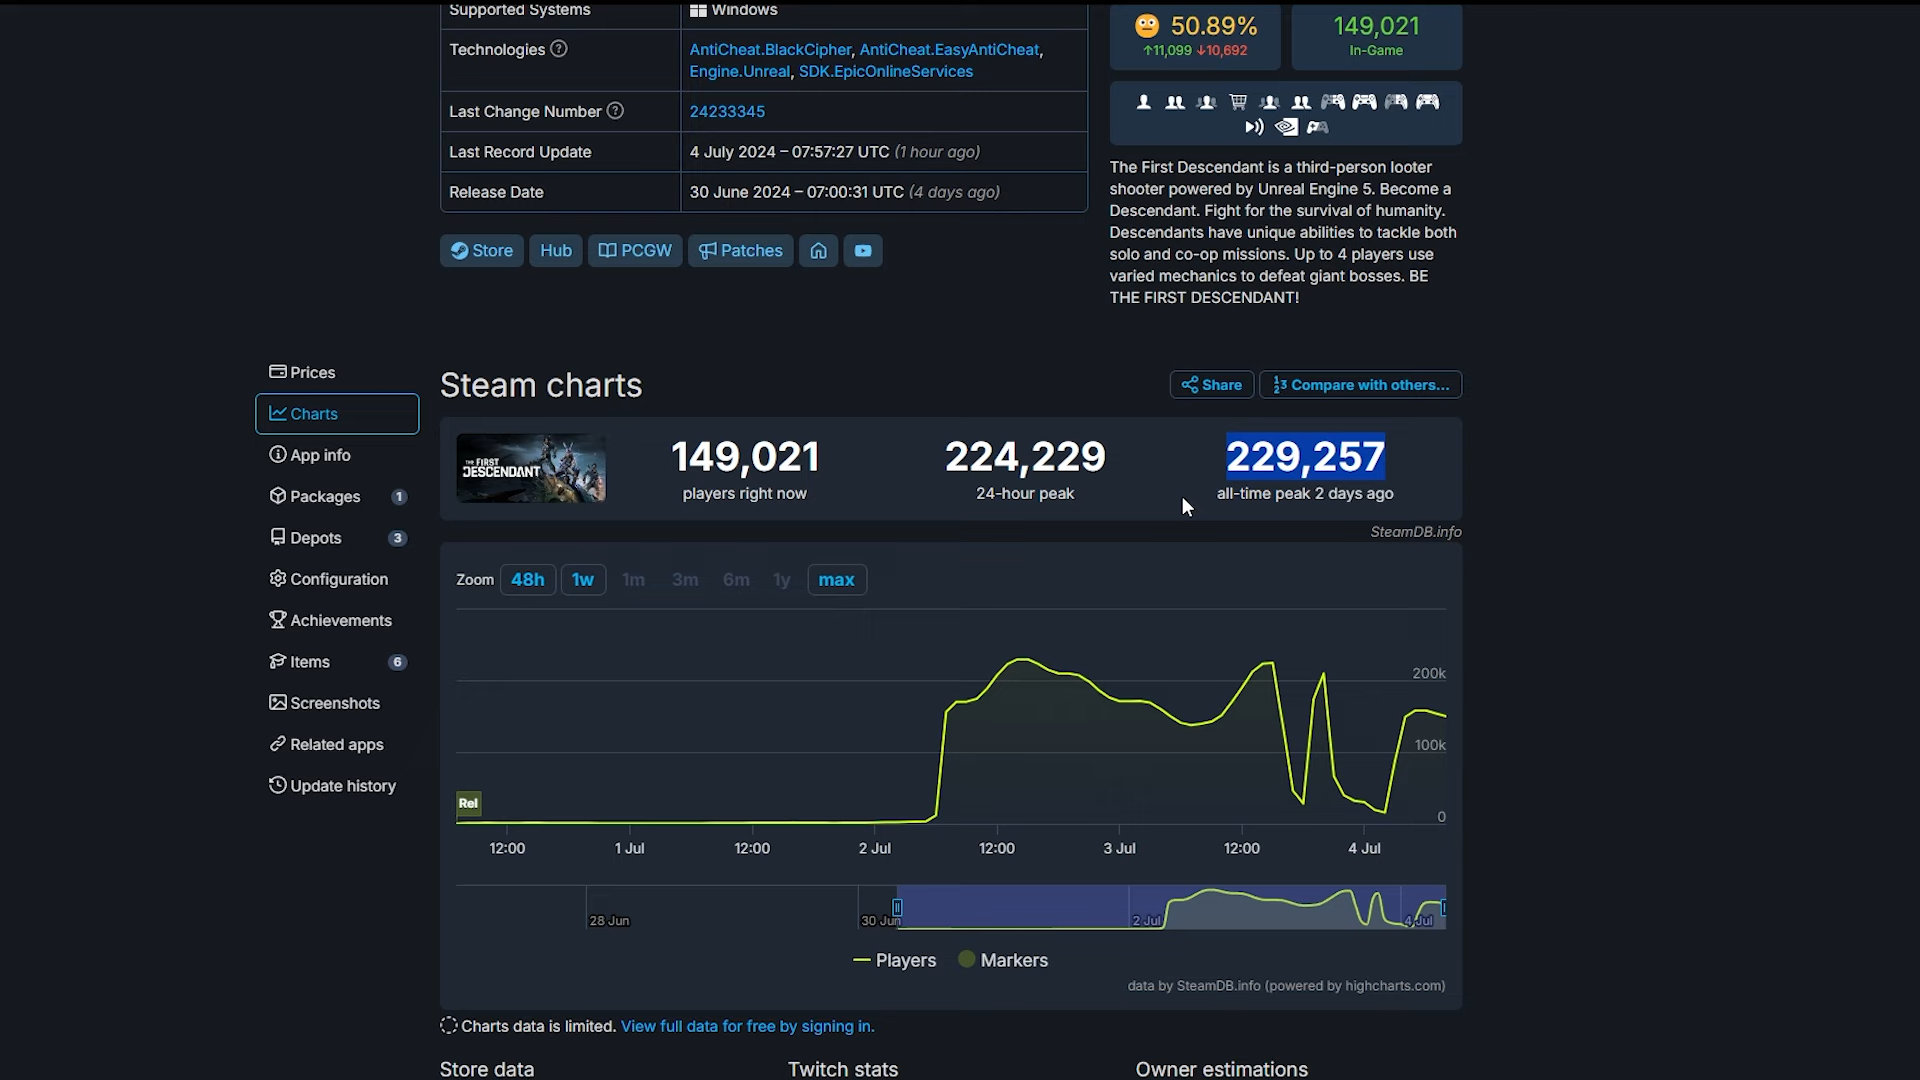 Supported Systems
Windows
Technologies
AntiCheat.BlackCipher, AntiCheat.EasyAntiCheat,
Engine.Unreal, SDK.EpicOnlineServices
Last Change Number
24233345
Last Record Update
4 July 2024 – 07:57:27 UTC (1 hour ago)
Release Date
30 June 2024 – 07:00:31 UTC (4 days ago)
Store
Hub
PCGW
Patches
50.89%
↑11,099 ↓10,692
149,021
In-Game
The First Descendant is a third-person looter
shooter powered by Unreal Engine 5. Become a
Descendant. Fight for the survival of humanity.
Descendants have unique abilities to tackle both
solo and co-op missions. Up to 4 players use
varied mechanics to defeat giant bosses. BE
THE FIRST DESCENDANT!
Prices
Charts
App info
Packages 1
Depots 3
Configuration
Achievements
Items 6
Screenshots
Related apps
Update history
Steam charts
Share
Compare with others...
THE FIRST
DESCENDANT
149,021
players right now
224,229
24-hour peak
229,257
all-time peak 2 days ago
SteamDB.info
Zoom 48h 1w 1m 3m 6m 1y max
200k
100k
0
Rel
12:00 1 Jul 12:00 2 Jul 12:00 3 Jul 12:00 4 Jul
28 Jun 30 Jun 2 Jul 4 Jul
Players Markers
data by SteamDB.info (powered by highcharts.com)
Charts data is limited. View full data for free by signing in.
Store data
Twitch stats
Owner estimations